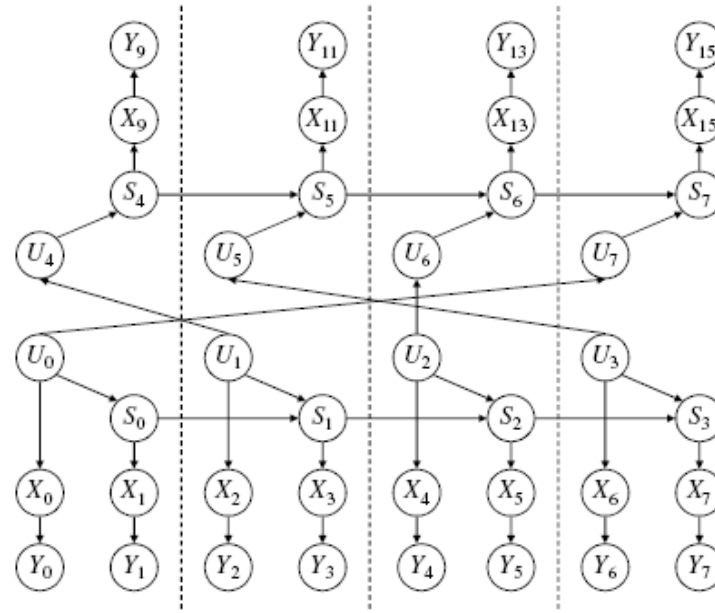 Y₉ Y₁₁ Y₁₃ Y₁₅
X₉ X₁₁ X₁₃ X₁₅
S₄ S₅ S₆ S₇
U₄ U₅ U₆ U₇
U₀ U₁ U₂ U₃
S₀ S₁ S₂ S₃
X₀ X₁ X₂ X₃ X₄ X₅ X₆ X₇
Y₀ Y₁ Y₂ Y₃ Y₄ Y₅ Y₆ Y₇